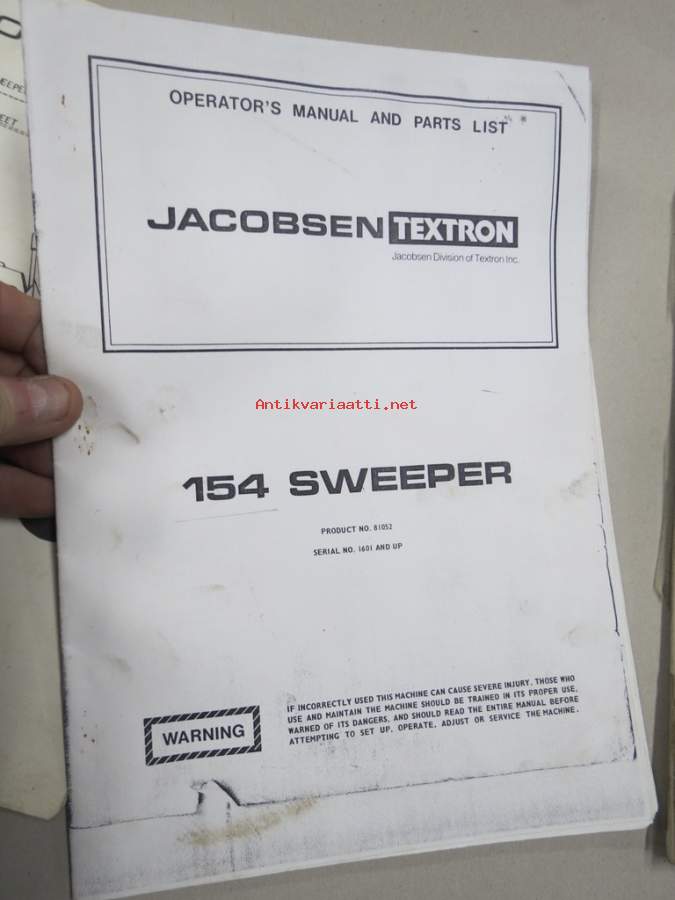 OPERATOR'S MANUAL AND PARTS LIST
JACOBSEN TEXTRON
Jacobsen Division of Textron Inc.
Antikvariaatti.net
154 SWEEPER
PRODUCT NO. 81052
SERIAL NO. 1601 AND UP
WARNING
IF INCORRECTLY USED THIS MACHINE CAN CAUSE SEVERE INJURY. THOSE WHO
USE AND MAINTAIN THE MACHINE SHOULD BE TRAINED IN ITS PROPER USE,
WARNED OF ITS DANGERS, AND SHOULD READ THE ENTIRE MANUAL BEFORE
ATTEMPTING TO SET UP, OPERATE, ADJUST OR SERVICE THE MACHINE.